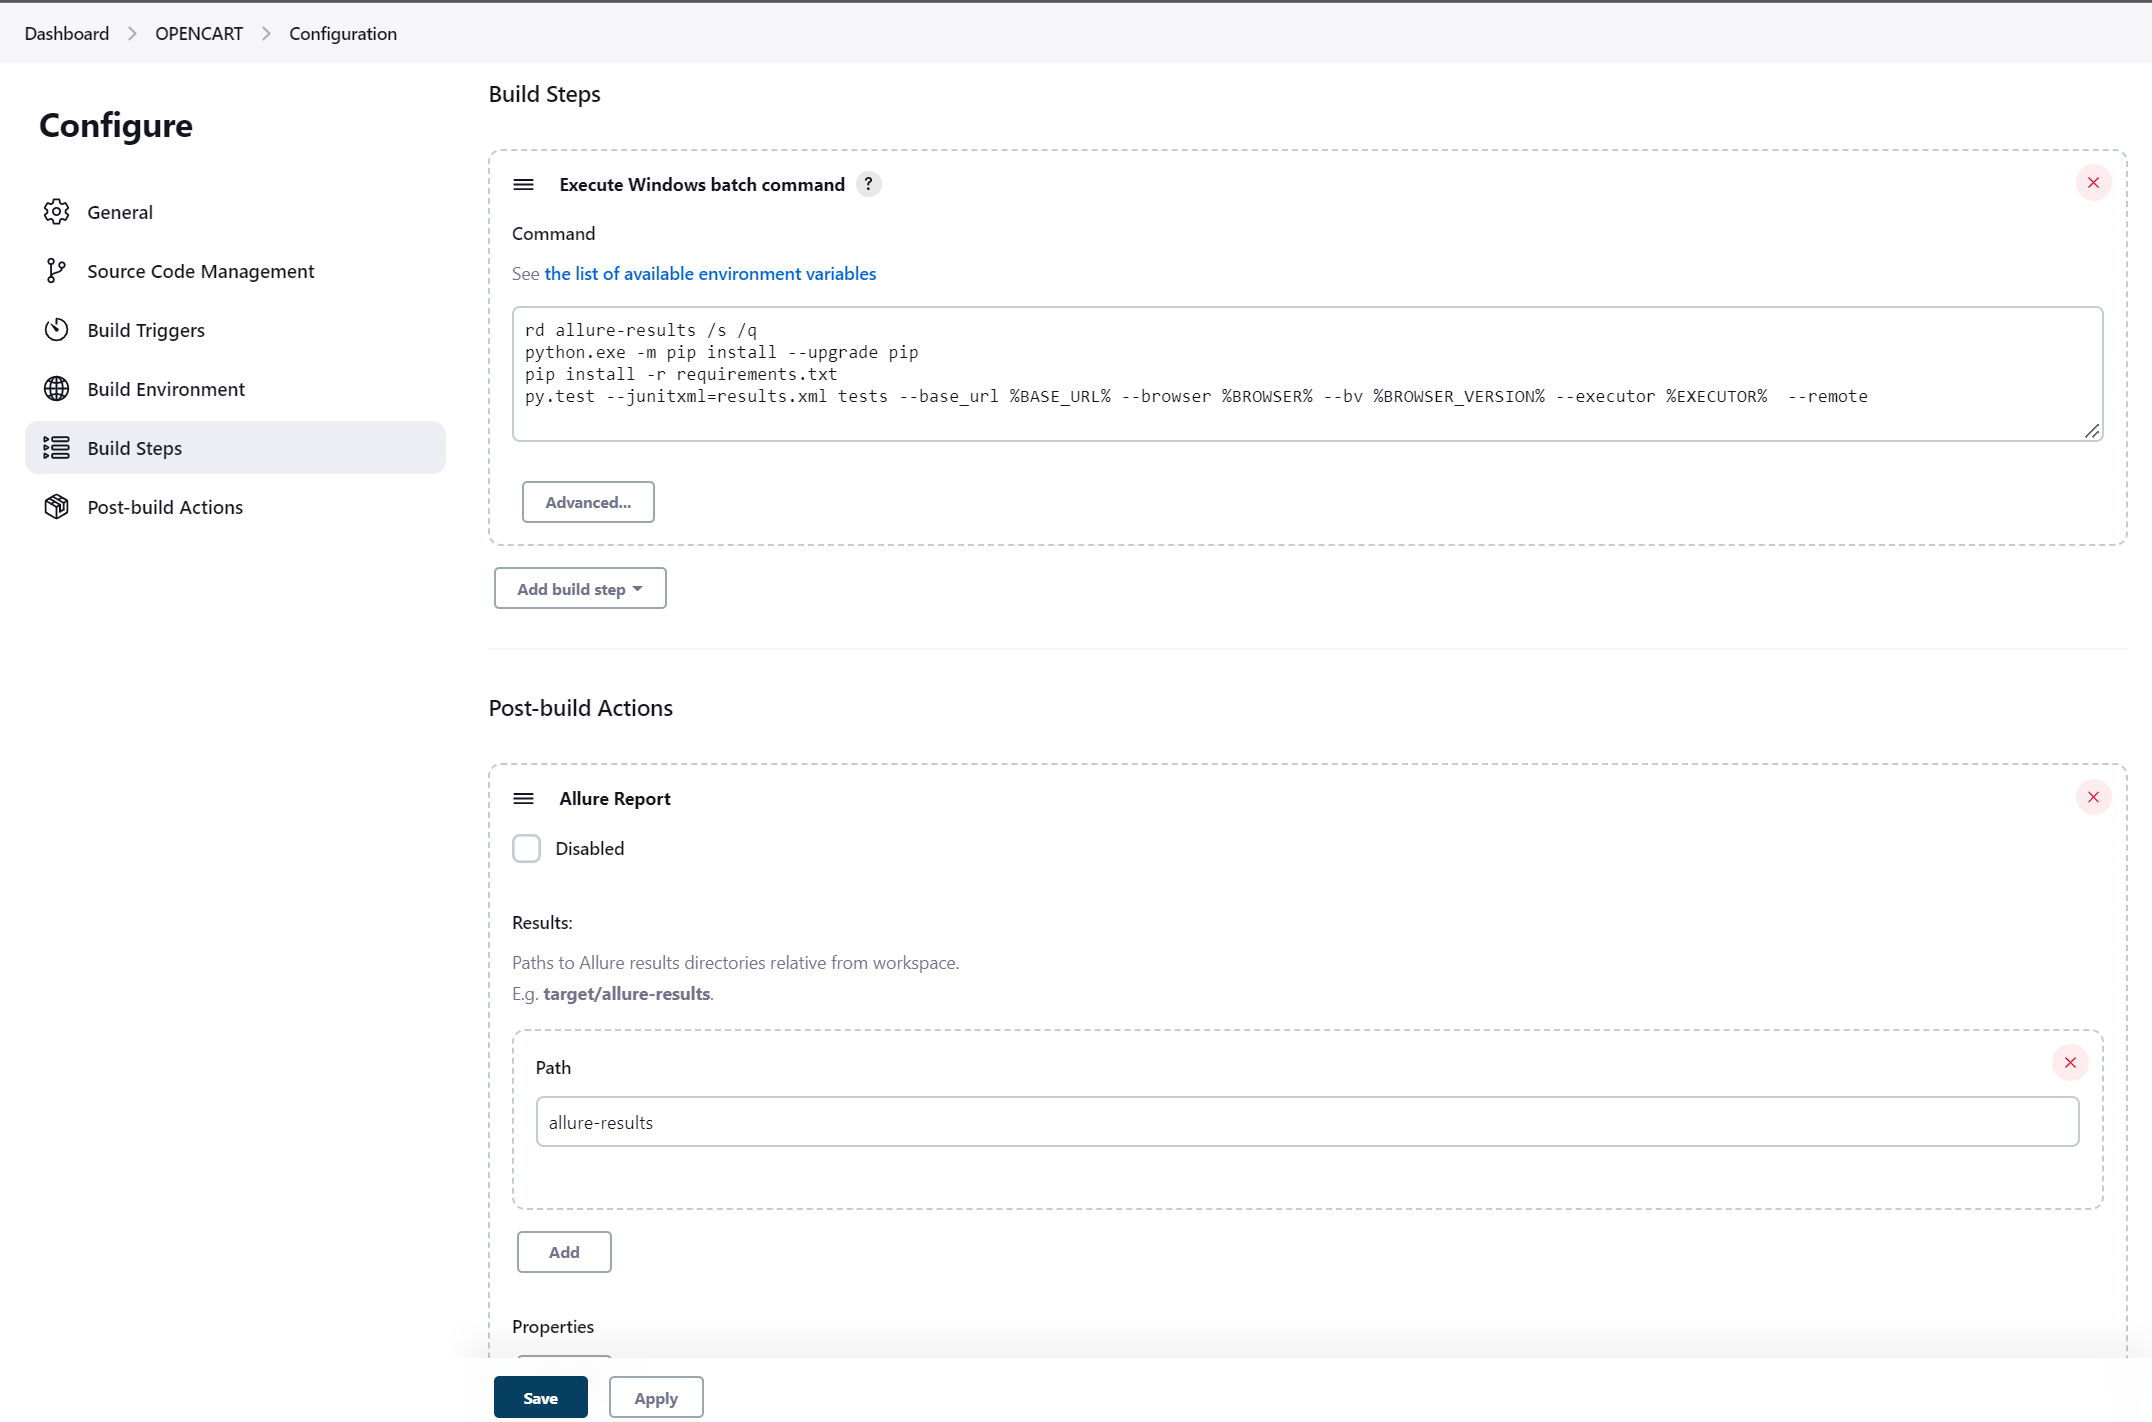 Dashboard > OPENCART > Configuration
Configure
General
Source Code Management
Build Triggers
Build Environment
Build Steps
Post-build Actions
Build Steps
Execute Windows batch command ?
Command
See the list of available environment variables
rd allure-results /s /q
python.exe -m pip install --upgrade pip
pip install -r requirements.txt
py.test --junitxml=results.xml tests --base_url %BASE_URL% --browser %BROWSER% --bv %BROWSER_VERSION% --executor %EXECUTOR%  --remote
Advanced...
Add build step
Post-build Actions
Allure Report
Disabled
Results:
Paths to Allure results directories relative from workspace.
E.g. target/allure-results.
Path
allure-results
Add
Properties
Save
Apply